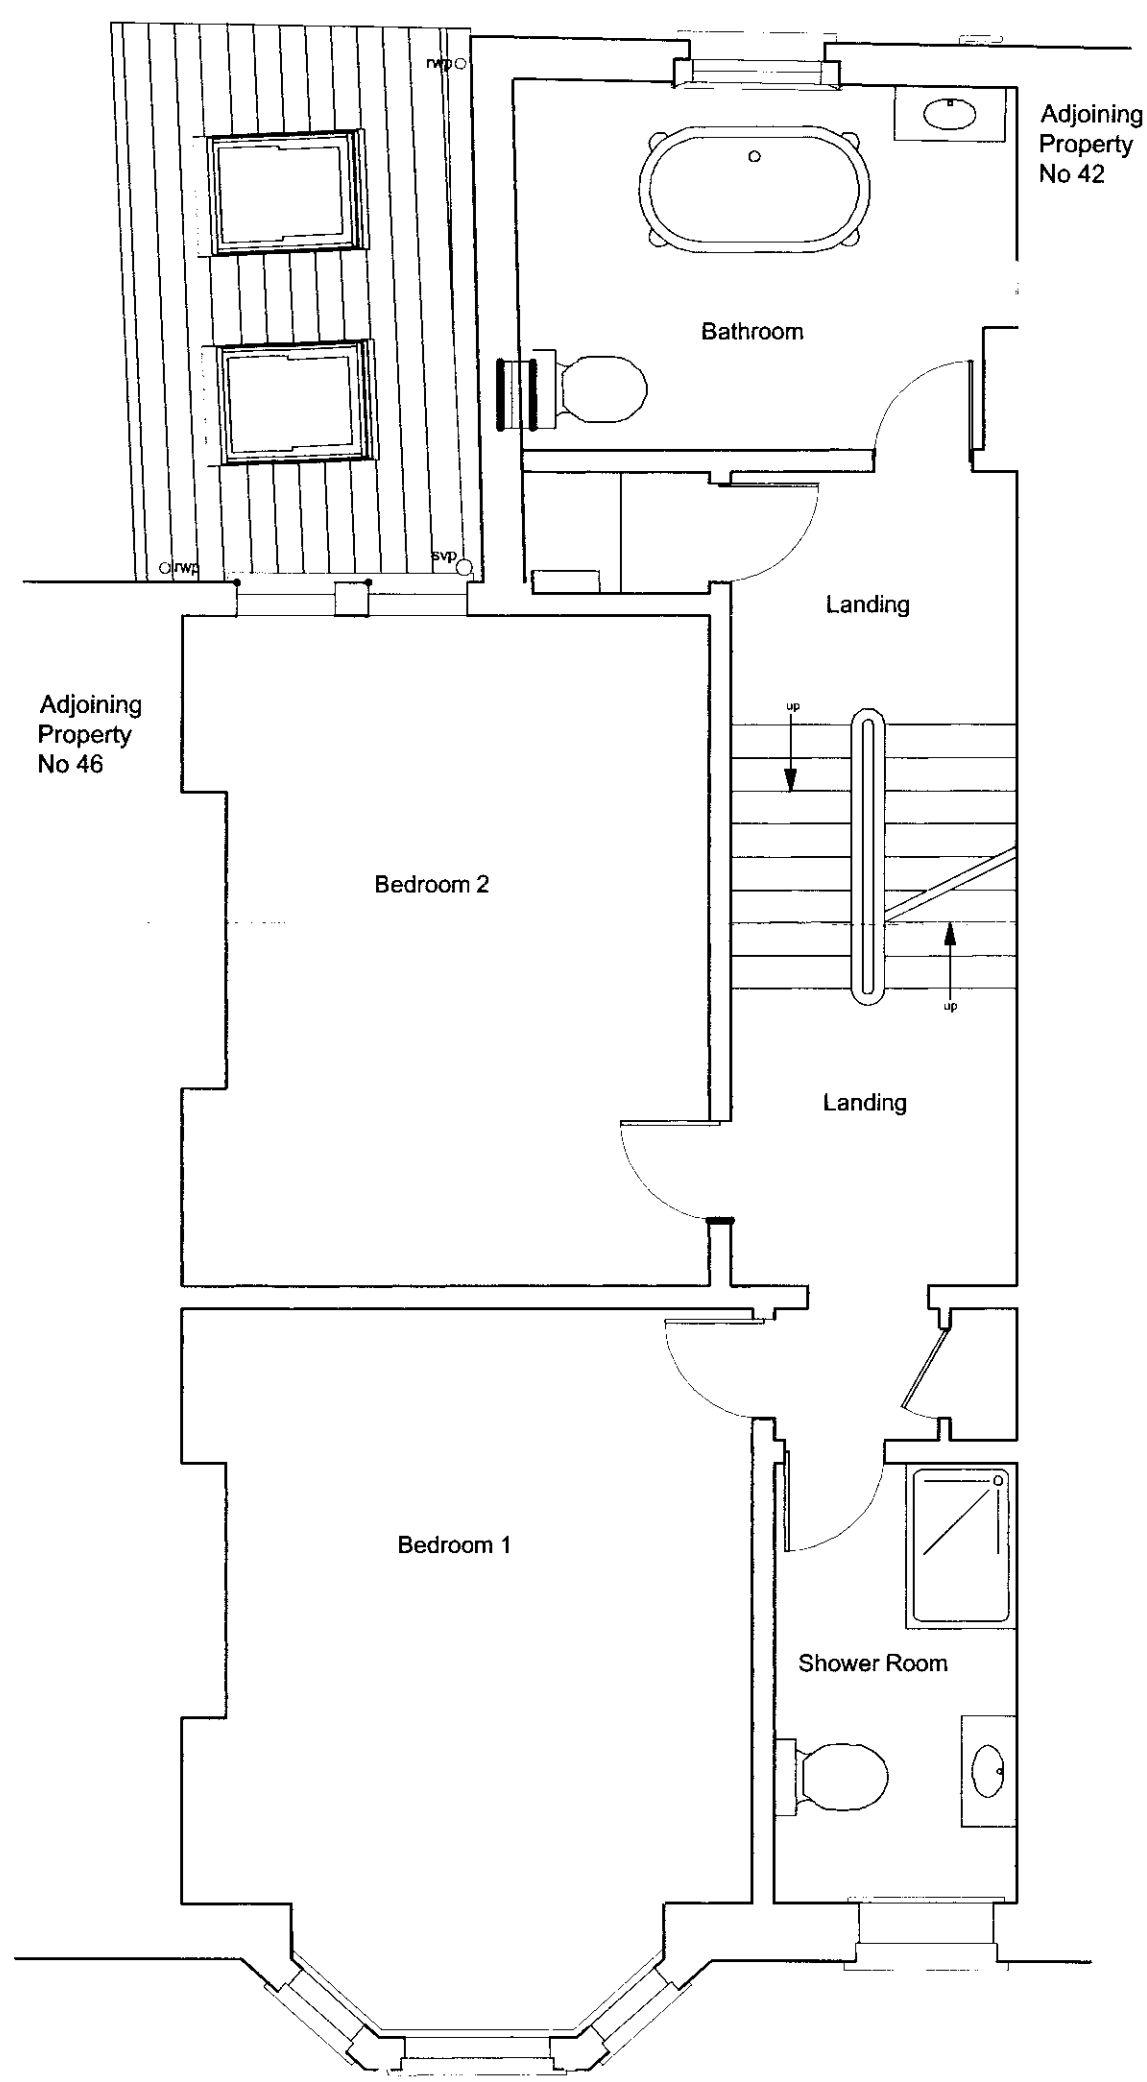 rwp
Adjoining
Property
No 42
Bathroom
svp
rwp
Landing
Adjoining
Property
No 46
up
Bedroom 2
up
Landing
Bedroom 1
Shower Room